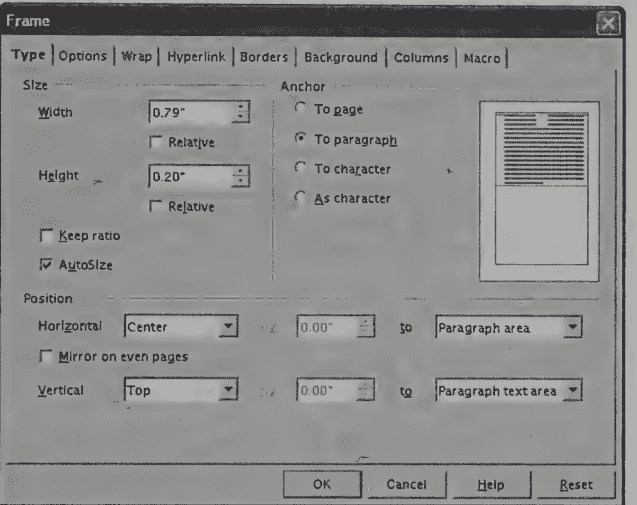 Frame
Type Options Wrap Hyperlink Borders Background Columns Macro
Size
Width 0.79"
Relative
Height 0.20"
Relative
Keep ratio
AutoSize
Anchor
To page
To paragraph
To character
As character
Position
Horizontal Center by 0.00" to Paragraph area
Mirror on even pages
Vertical Top by 0.00" to Paragraph text area
OK Cancel Help Reset